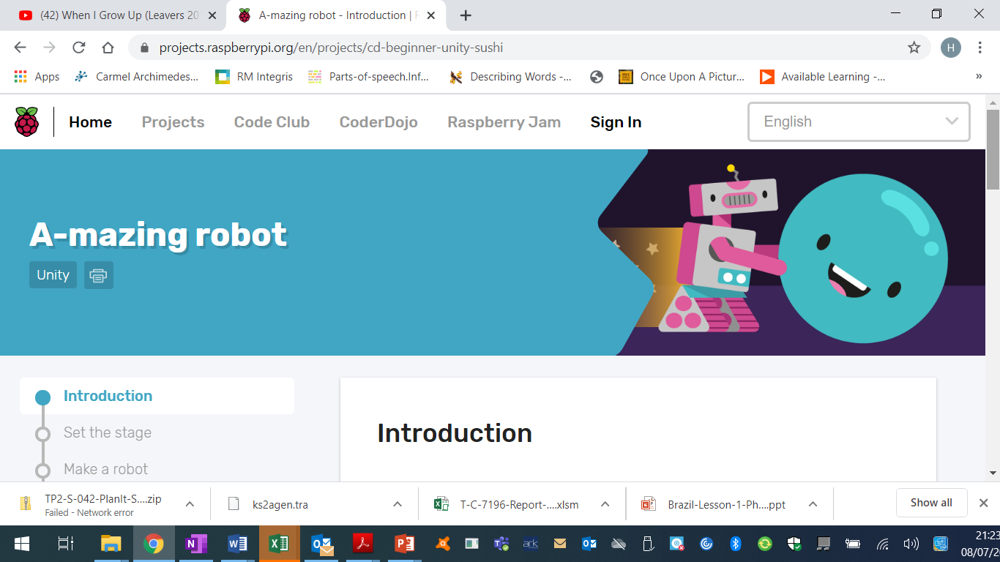 (42) When I Grow Up (Leavers 20
A-mazing robot - Introduction |
projects.raspberrypi.org/en/projects/cd-beginner-unity-sushi
H
Apps
Carmel Archimedes...
RM Integris
Parts-of-speech.Inf...
Describing Words -...
Once Upon A Pictur...
Available Learning -...
»
Home
Projects
Code Club
CoderDojo
Raspberry Jam
Sign In
English
A-mazing robot
Unity
Introduction
Set the stage
Make a robot
Introduction
TP2-S-042-PlanIt-S....zip
Failed - Network error
ks2agen.tra
T-C-7196-Report-....xlsm
Brazil-Lesson-1-Ph....ppt
Show all
ark
21:23
08/07/2